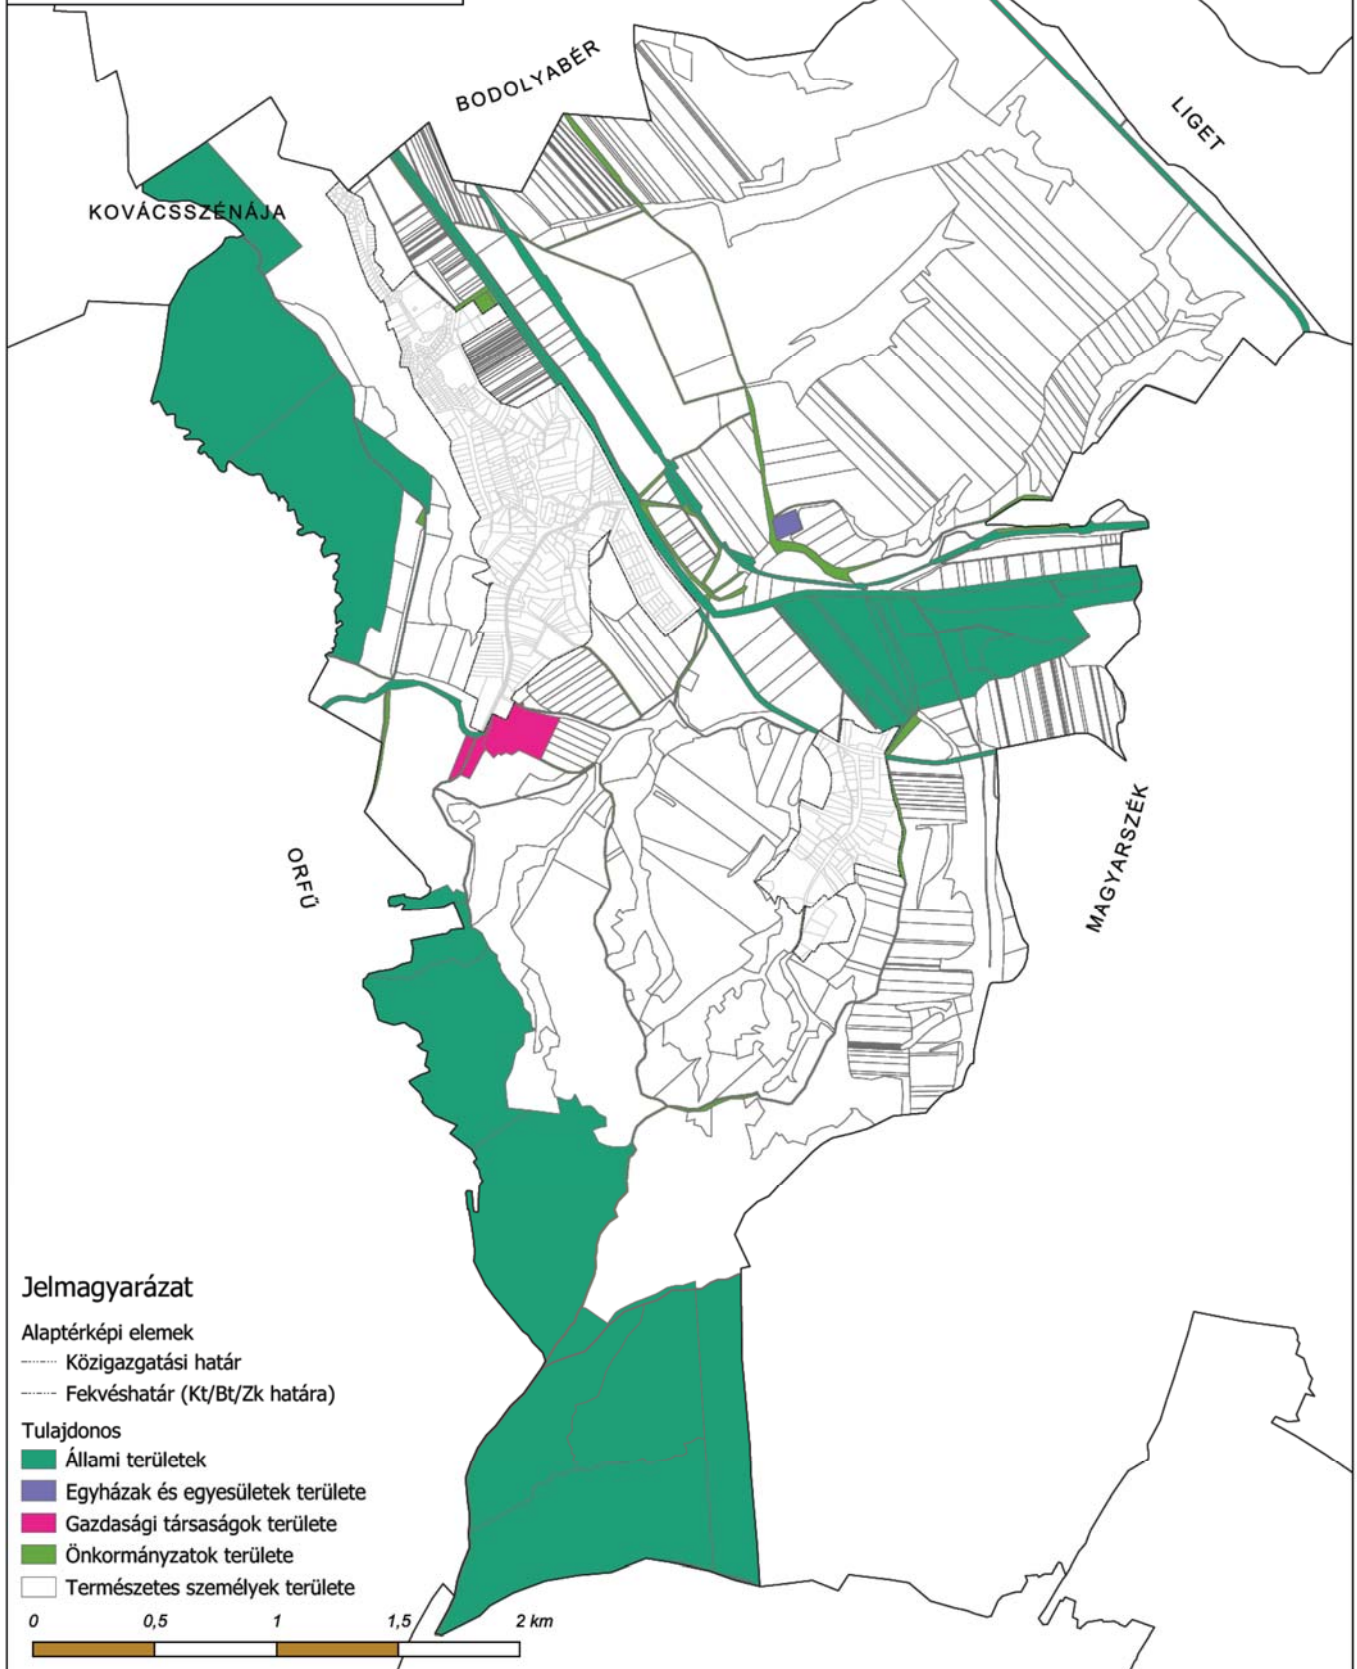 BODOLYABÉR
LIGET
KOVÁCSSZÉNÁJA
ORFŰ
MAGYARSZÉK
Jelmagyarázat
Alaptérképi elemek
Közigazgatási határ
Fekvéshatár (Kt/Bt/Zk határa)
Tulajdonos
Állami területek
Egyházak és egyesületek területe
Gazdasági társaságok területe
Önkormányzatok területe
Természetes személyek területe
0 0,5 1 1,5 2 km